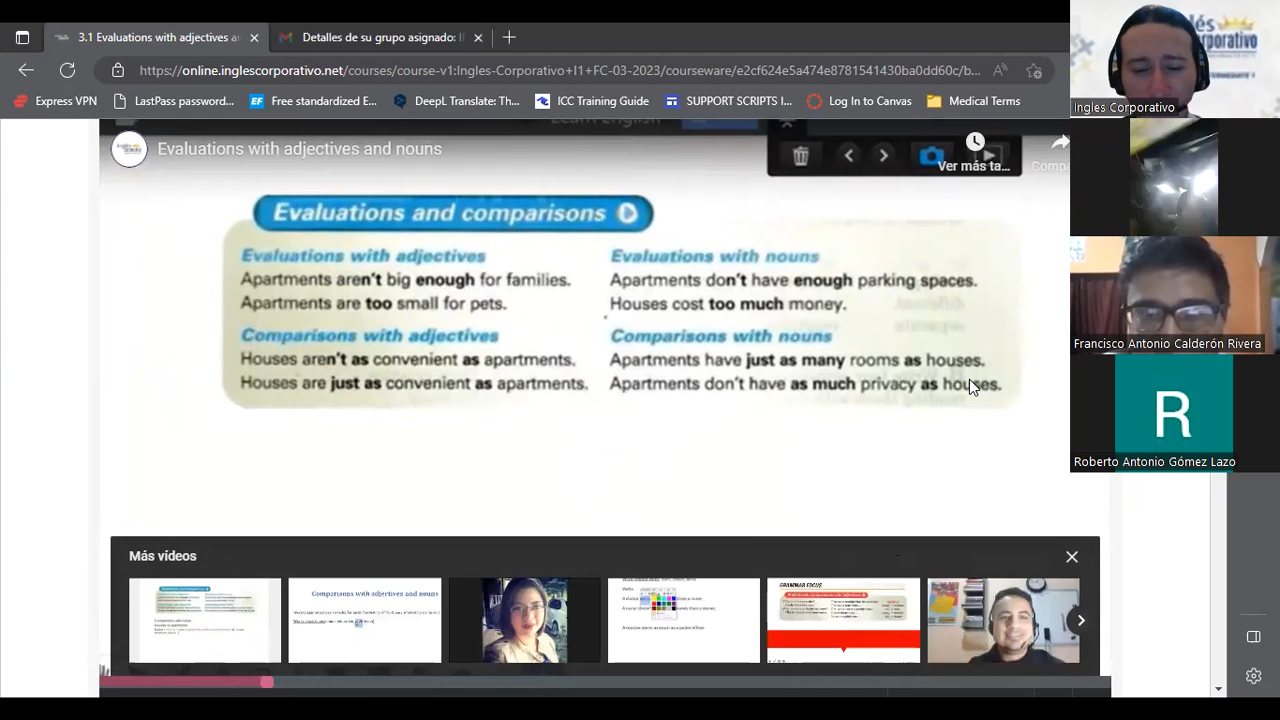 3.1 Evaluations with adjectives ar
Detalles de su grupo asignado: II
https://online.inglescorporativo.net/courses/course-v1:Ingles-Corporativo+I1+FC-03-2023/courseware/e2cf624e5a474e8781541430ba0dd60c/b...
Express VPN
LastPass password...
Free standardized E...
DeepL Translate: Th...
ICC Training Guide
SUPPORT SCRIPTS I...
Log In to Canvas
Medical Terms
Learn English
Evaluations with adjectives and nouns
Ver más ta...
Compa
Evaluations and comparisons
Evaluations with adjectives
Apartments aren't big enough for families.
Apartments are too small for pets.
Comparisons with adjectives
Houses aren't as convenient as apartments.
Houses are just as convenient as apartments.
Evaluations with nouns
Apartments don't have enough parking spaces.
Houses cost too much money.
Comparisons with nouns
Apartments have just as many rooms as houses.
Apartments don't have as much privacy as houses.
Más vídeos
Comparisons with adjectives and nouns
GRAMMAR FOCUS
Ingles Corporativo
Francisco Antonio Calderón Rivera
R
Roberto Antonio Gómez Lazo